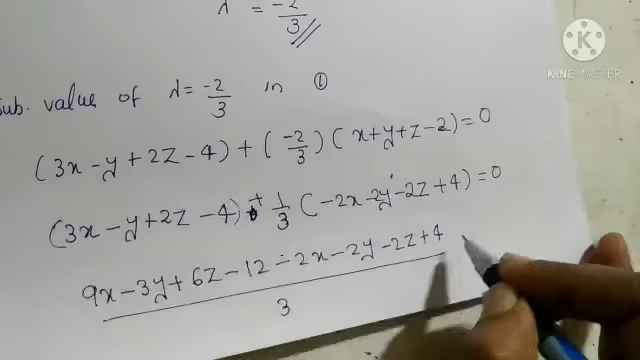 λ = -2/3
KINEMASTER
Sub. value of λ = -2/3 in ①
(3x - y + 2z - 4) + (-2/3) (x + y + z - 2) = 0
(3x - y + 2z - 4) + 1/3 (-2x - 2y - 2z + 4) = 0
9x - 3y + 6z - 12 - 2x - 2y - 2z + 4
3